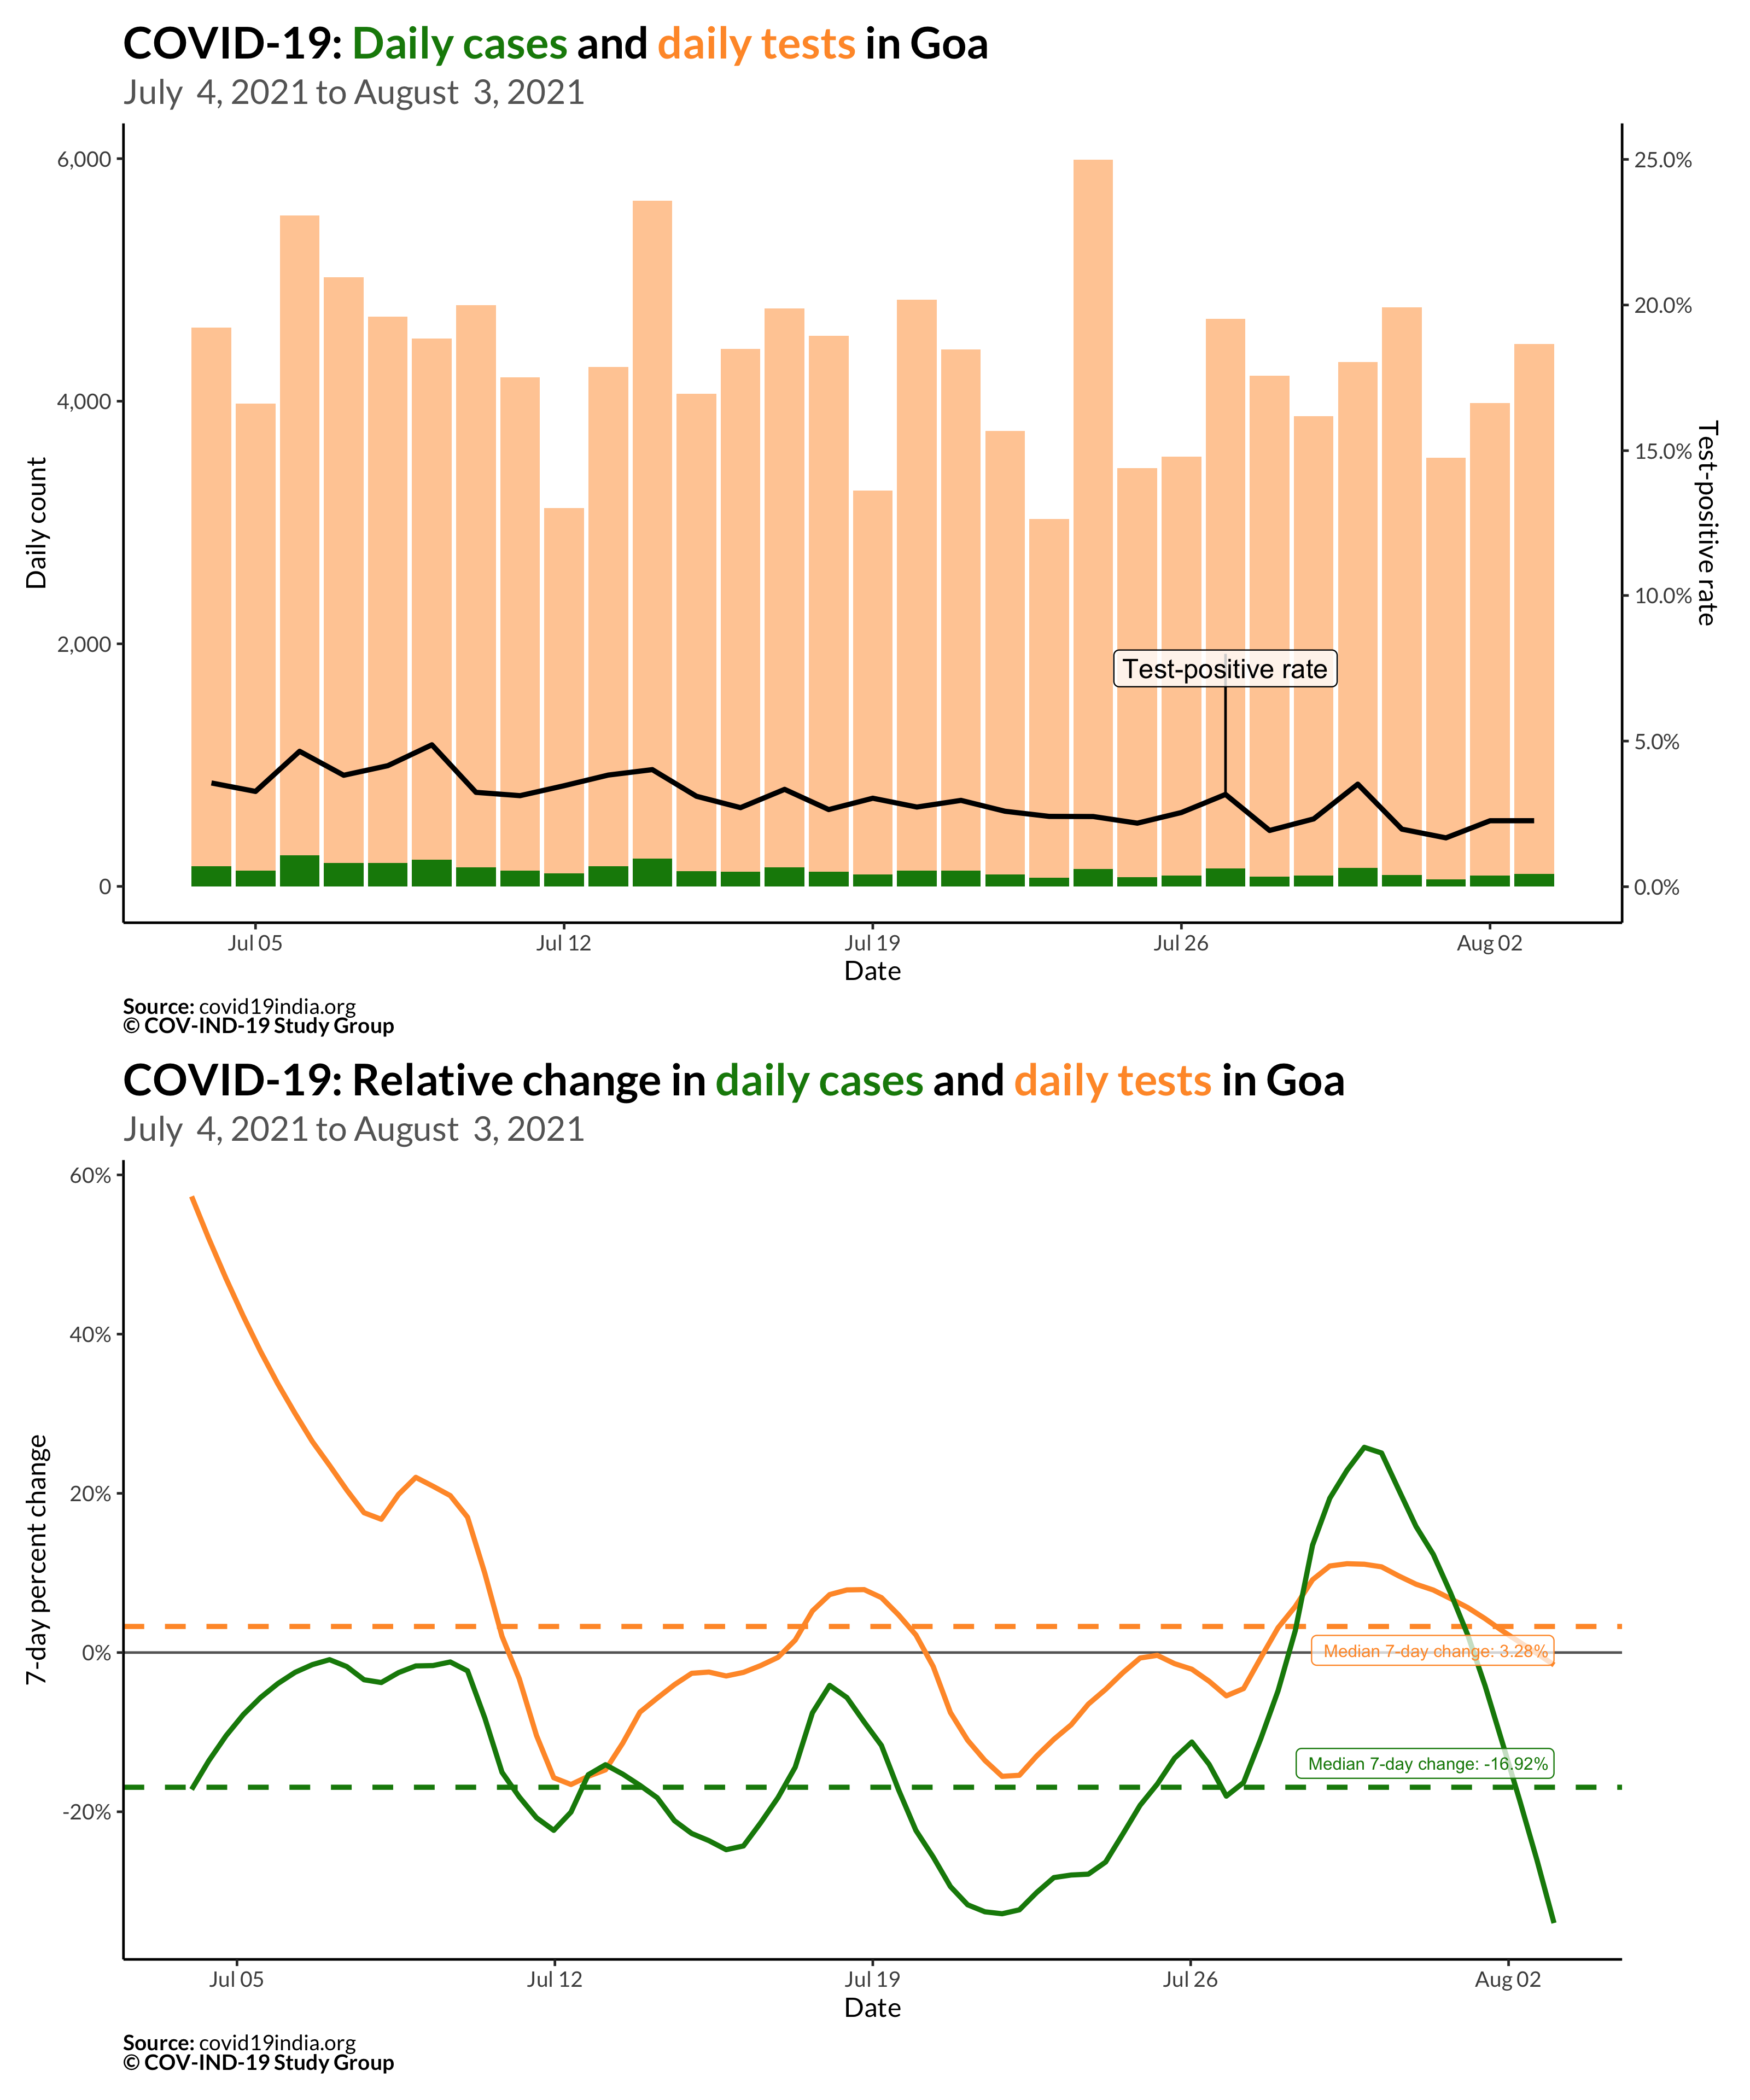 COVID-19: Daily cases and daily tests in Goa
July 4, 2021 to August 3, 2021
6,000
4,000
2,000
0
Daily count
25.0%
20.0%
15.0%
10.0%
5.0%
0.0%
Test-positive rate
Test-positive rate
Jul 05
Jul 12
Jul 19
Jul 26
Aug 02
Date
Source: covid19india.org
© COV-IND-19 Study Group
COVID-19: Relative change in daily cases and daily tests in Goa
July 4, 2021 to August 3, 2021
60%
40%
20%
0%
-20%
7-day percent change
Median 7-day change: 3.28%
Median 7-day change: -16.92%
Jul 05
Jul 12
Jul 19
Jul 26
Aug 02
Date
Source: covid19india.org
© COV-IND-19 Study Group